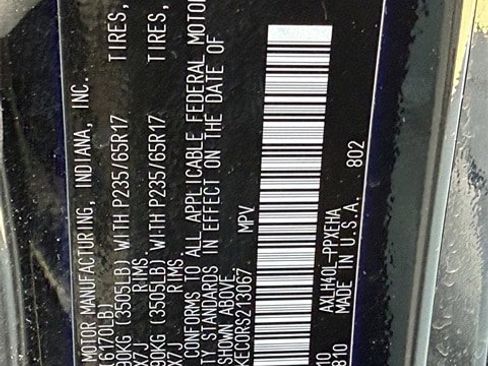 MOTOR MANUFACTURING, INDIANA, INC.
6170LB)
90KG (3505LB) WITH P235/65R17 TIRES,
X7J RIMS
90KG (3505LB) WITH P235/65R17 TIRES,
X7J RIMS
CONFORMS TO ALL APPLICABLE FEDERAL MOTOR
TY STANDARDS IN EFFECT ON THE DATE OF
SHOWN ABOVE.
KEC0RS213067 MPV
10 AXLH40L-PPXEHA
B10 MADE IN U.S.A. 802